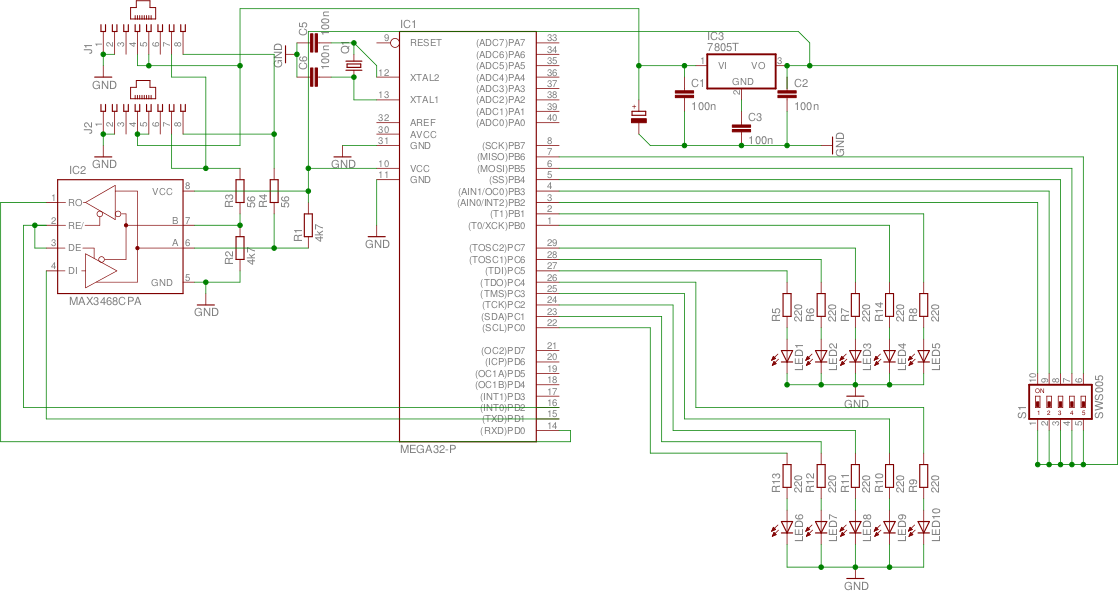 J1
1 2 3 4 5 6 7 8
GND
J2
1 2 3 4 5 6 7 8
GND
GND
C5
100n
C6
100n
Q1
IC2
1 RO
2 RE/
3 DE
4 DI
VCC 8
B 7
A 6
GND 5
MAX3468CPA
GND
R3
56
R4
56
R2
4k7
R1
4k7
IC1
9 RESET
12 XTAL2
13 XTAL1
32 AREF
30 AVCC
31 GND
10 VCC
11 GND
GND
GND
(ADC7)PA7 33
(ADC6)PA6 34
(ADC5)PA5 35
(ADC4)PA4 36
(ADC3)PA3 37
(ADC2)PA2 38
(ADC1)PA1 39
(ADC0)PA0 40
(SCK)PB7 8
(MISO)PB6 7
(MOSI)PB5 6
(SS)PB4 5
(AIN1/OC0)PB3 4
(AIN0/INT2)PB2 3
(T1)PB1 2
(T0/XCK)PB0 1
(TOSC2)PC7 29
(TOSC1)PC6 28
(TDI)PC5 27
(TDO)PC4 26
(TMS)PC3 25
(TCK)PC2 24
(SDA)PC1 23
(SCL)PC0 22
(OC2)PD7 21
(ICP)PD6 20
(OC1A)PD5 19
(OC1B)PD4 18
(INT1)PD3 17
(INT0)PD2 16
(TXD)PD1 15
(RXD)PD0 14
MEGA32-P
IC3
7805T
1 VI
VO 3
GND
2
+
C1
100n
C2
100n
C3
100n
GND
R5
220
R6
220
R7
220
R14
220
R8
220
LED1
LED2
LED3
LED4
LED5
GND
R13
220
R12
220
R11
220
R10
220
R9
220
LED6
LED7
LED8
LED9
LED10
GND
S1
10 9 8 7 6
ON
1 2 3 4 5
1 2 3 4 5
SWS005